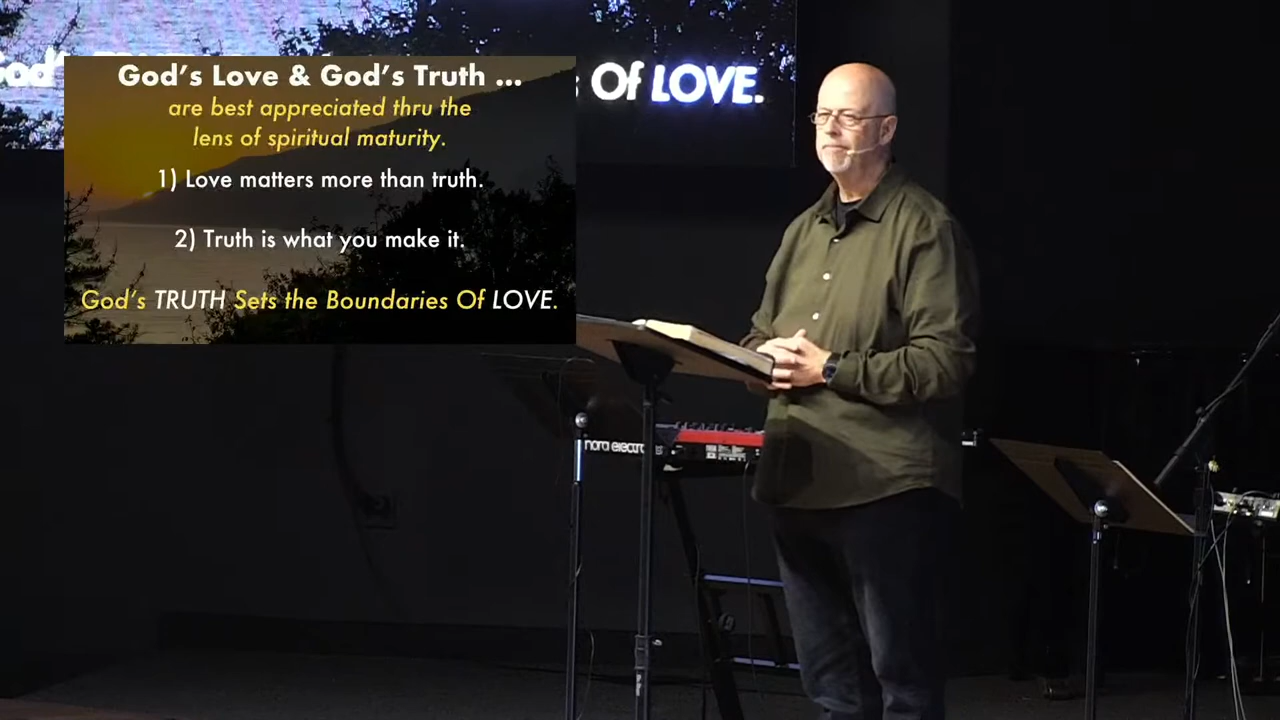 God's Love & God's Truth ...
are best appreciated thru the
lens of spiritual maturity.
1) Love matters more than truth.
2) Truth is what you make it.
God's TRUTH Sets the Boundaries Of LOVE.
Of LOVE.
nord electro